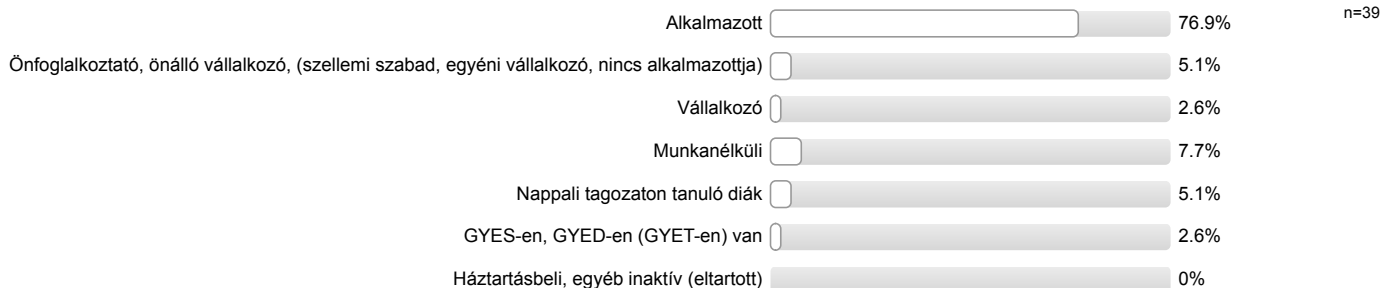 Alkalmazott 76.9% n=39
Önfoglalkoztató, önálló vállalkozó, (szellemi szabad, egyéni vállalkozó, nincs alkalmazottja) 5.1%
Vállalkozó 2.6%
Munkanélküli 7.7%
Nappali tagozaton tanuló diák 5.1%
GYES-en, GYED-en (GYET-en) van 2.6%
Háztartásbeli, egyéb inaktív (eltartott) 0%